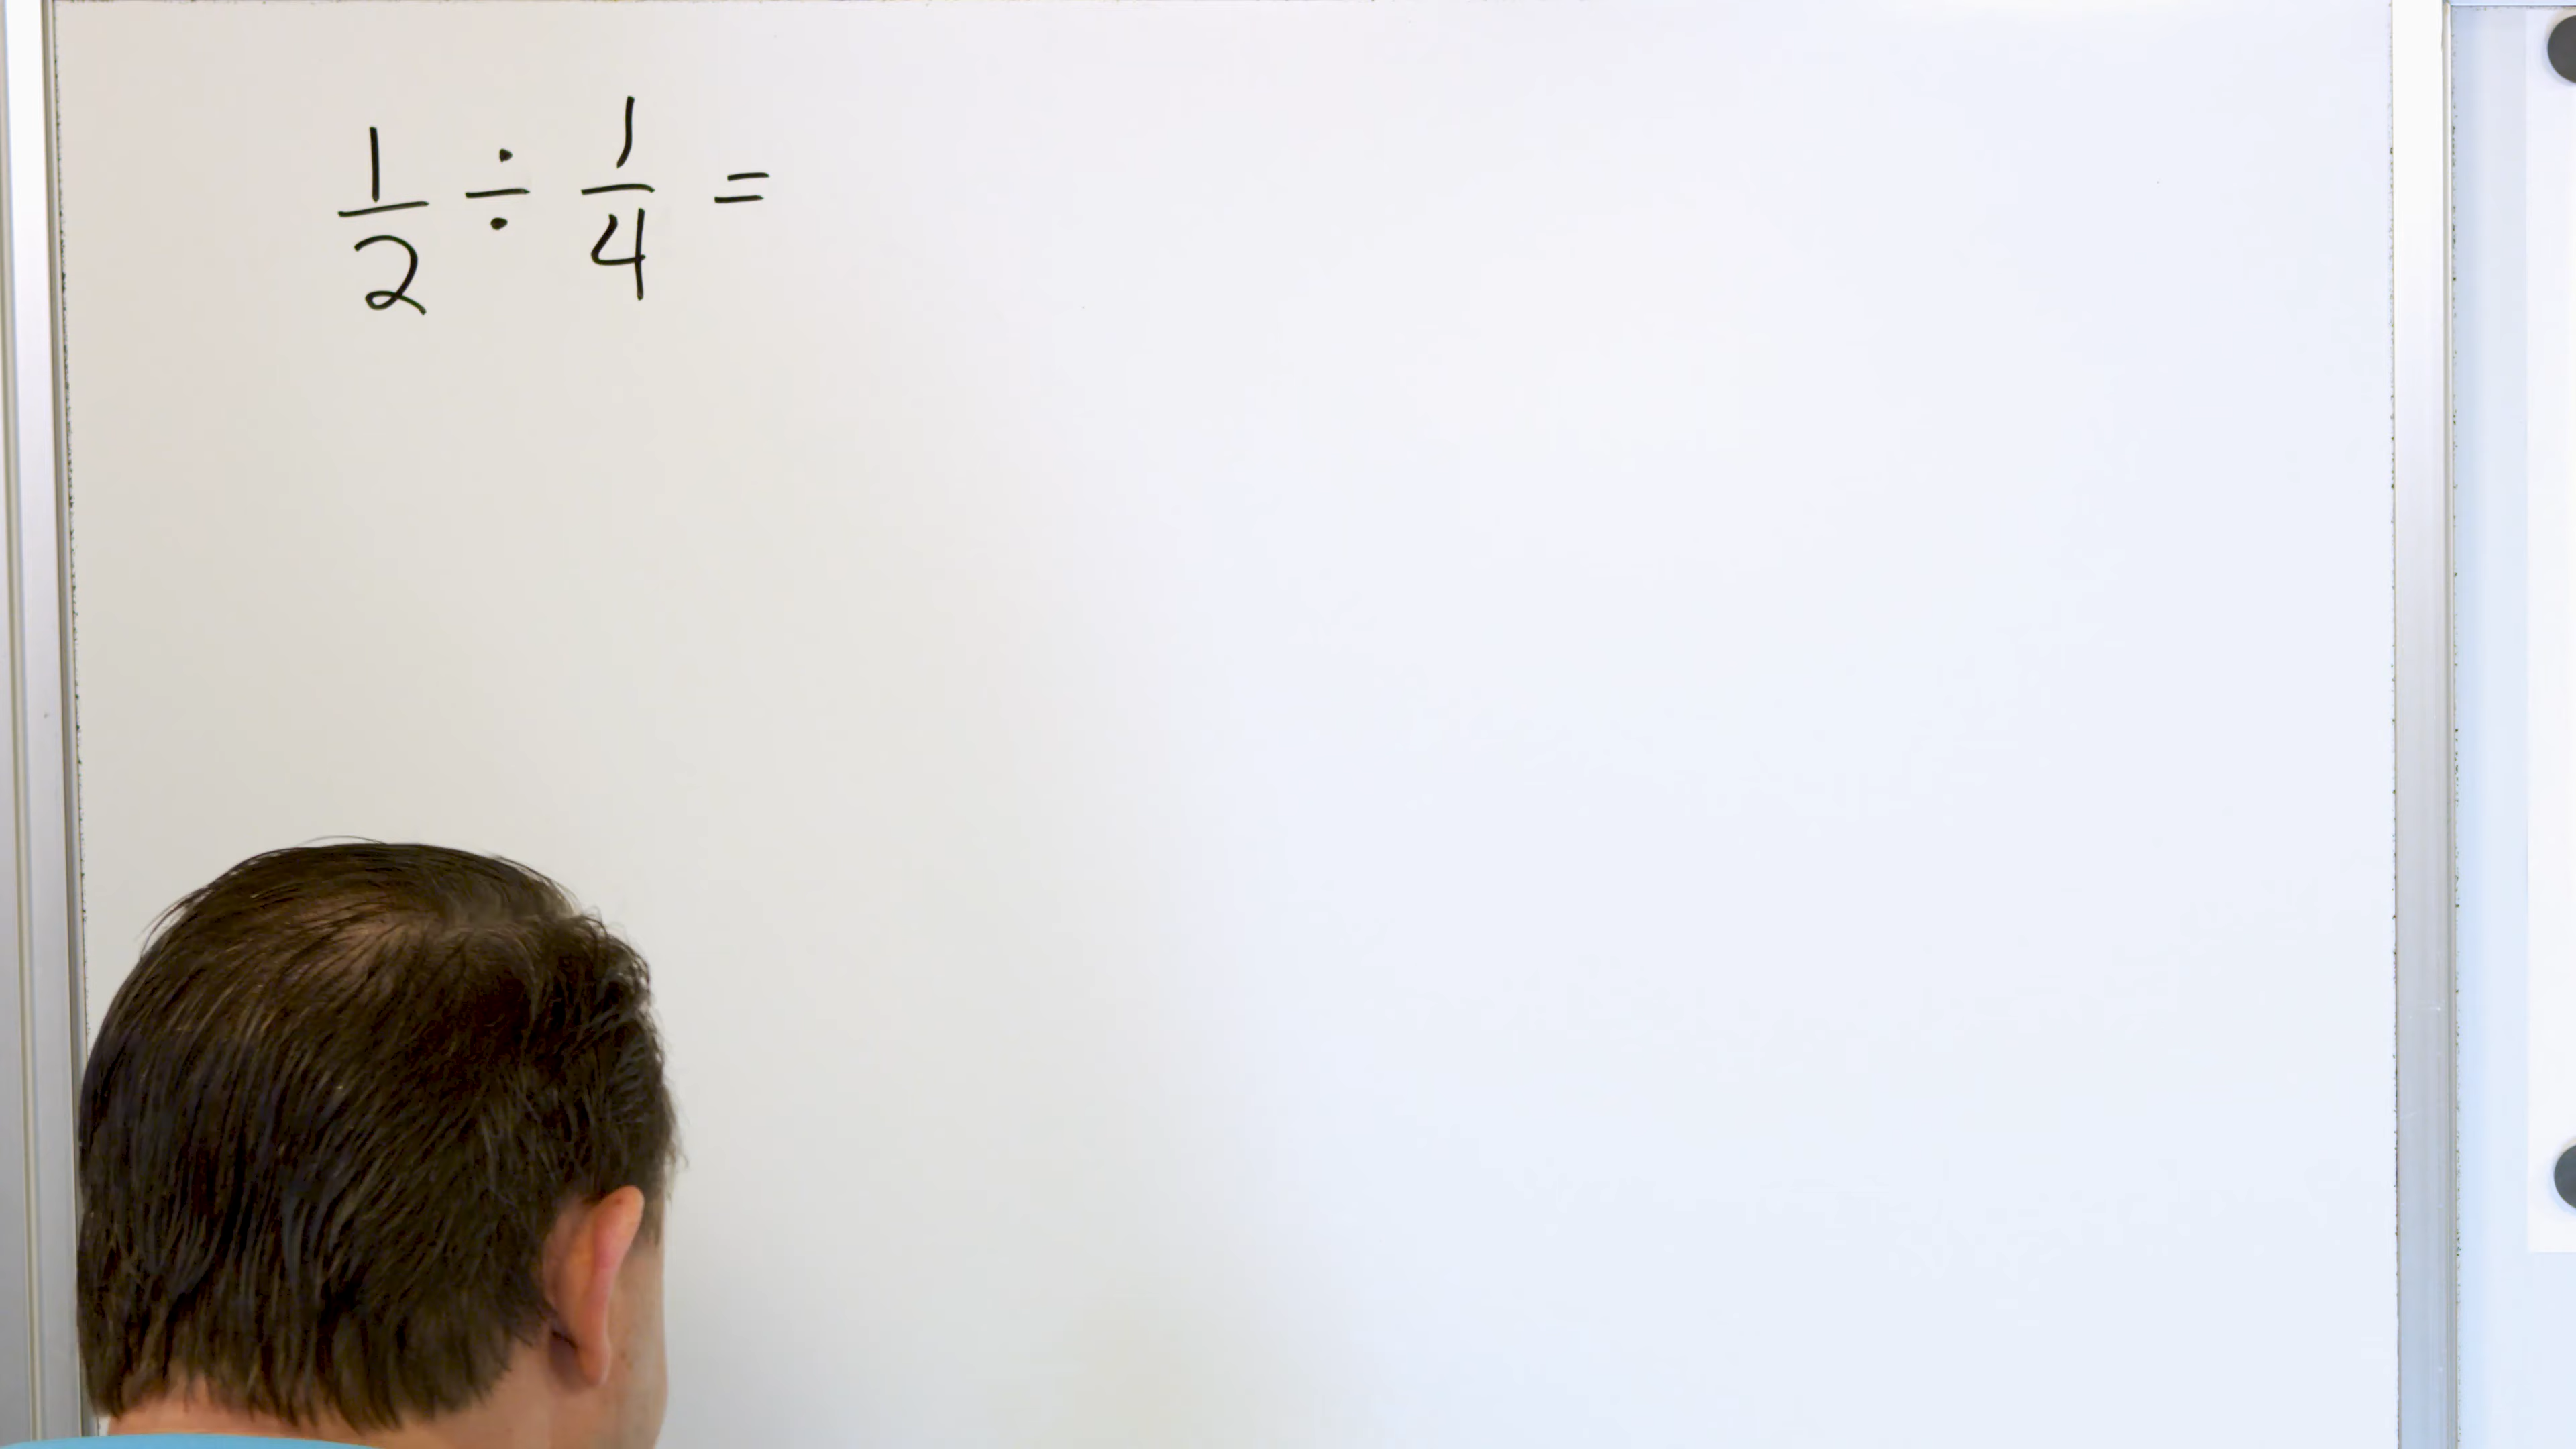 1/2 ÷ 1/4 =